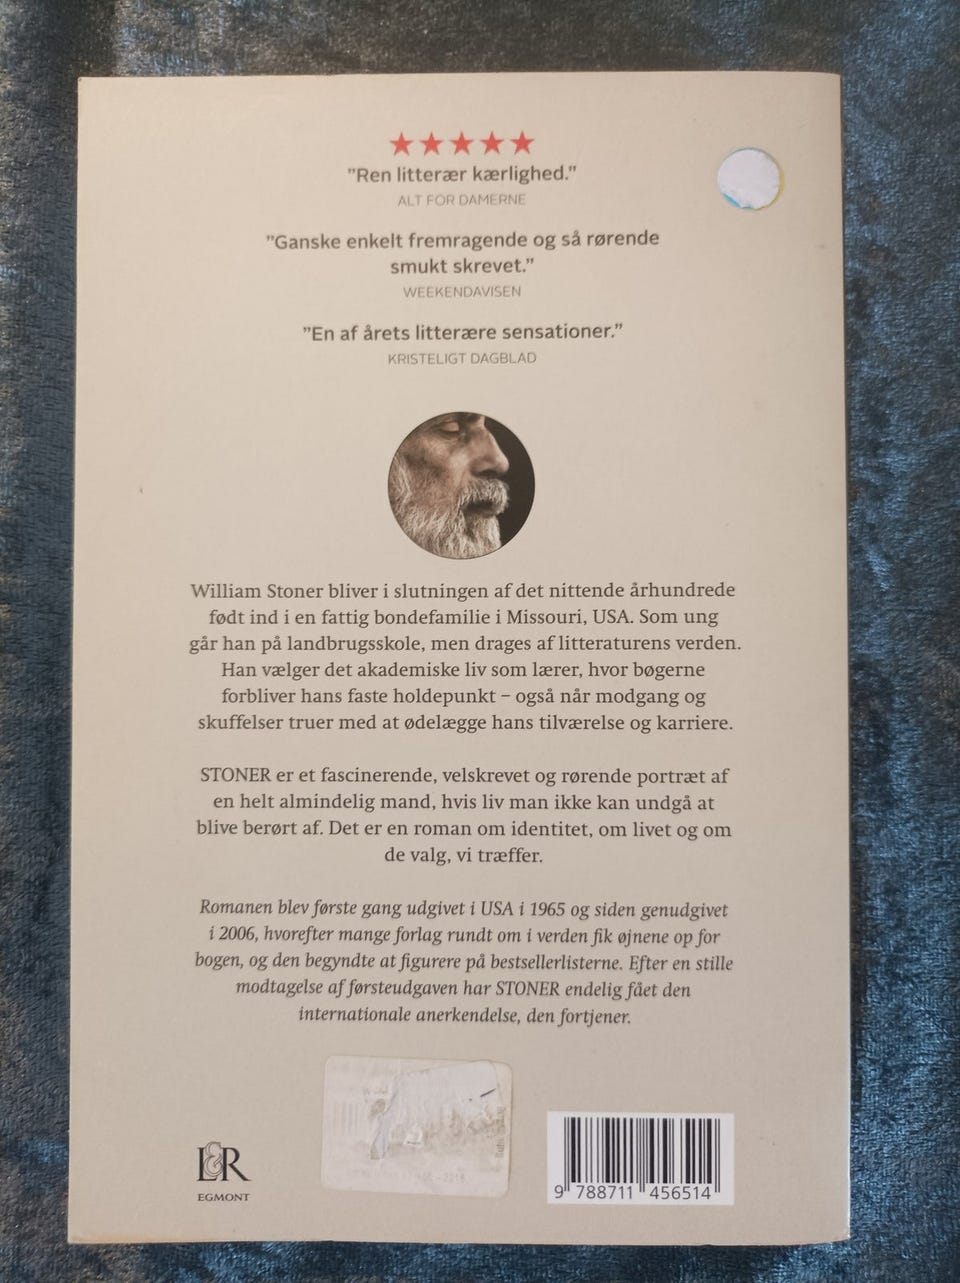 "Ren litterær kærlighed."
ALT FOR DAMERNE
"Ganske enkelt fremragende og så rørende
smukt skrevet."
WEEKENDAVISEN
"En af årets litterære sensationer."
KRISTELIGT DAGBLAD
William Stoner bliver i slutningen af det nittende århundrede
født ind i en fattig bondefamilie i Missouri, USA. Som ung
går han på landbrugsskole, men drages af litteraturens verden.
Han vælger det akademiske liv som lærer, hvor bøgerne
forbliver hans faste holdepunkt – også når modgang og
skuffelser truer med at ødelægge hans tilværelse og karriere.
STONER er et fascinerende, velskrevet og rørende portræt af
en helt almindelig mand, hvis liv man ikke kan undgå at
blive berørt af. Det er en roman om identitet, om livet og om
de valg, vi træffer.
Romanen blev første gang udgivet i USA i 1965 og siden genudgivet
i 2006, hvorefter mange forlag rundt om i verden fik øjnene op for
bogen, og den begyndte at figurere på bestsellerlisterne. Efter en stille
modtagelse af førsteudgaven har STONER endelig fået den
internationale anerkendelse, den fortjener.
L&R
EGMONT
9 788711 456514